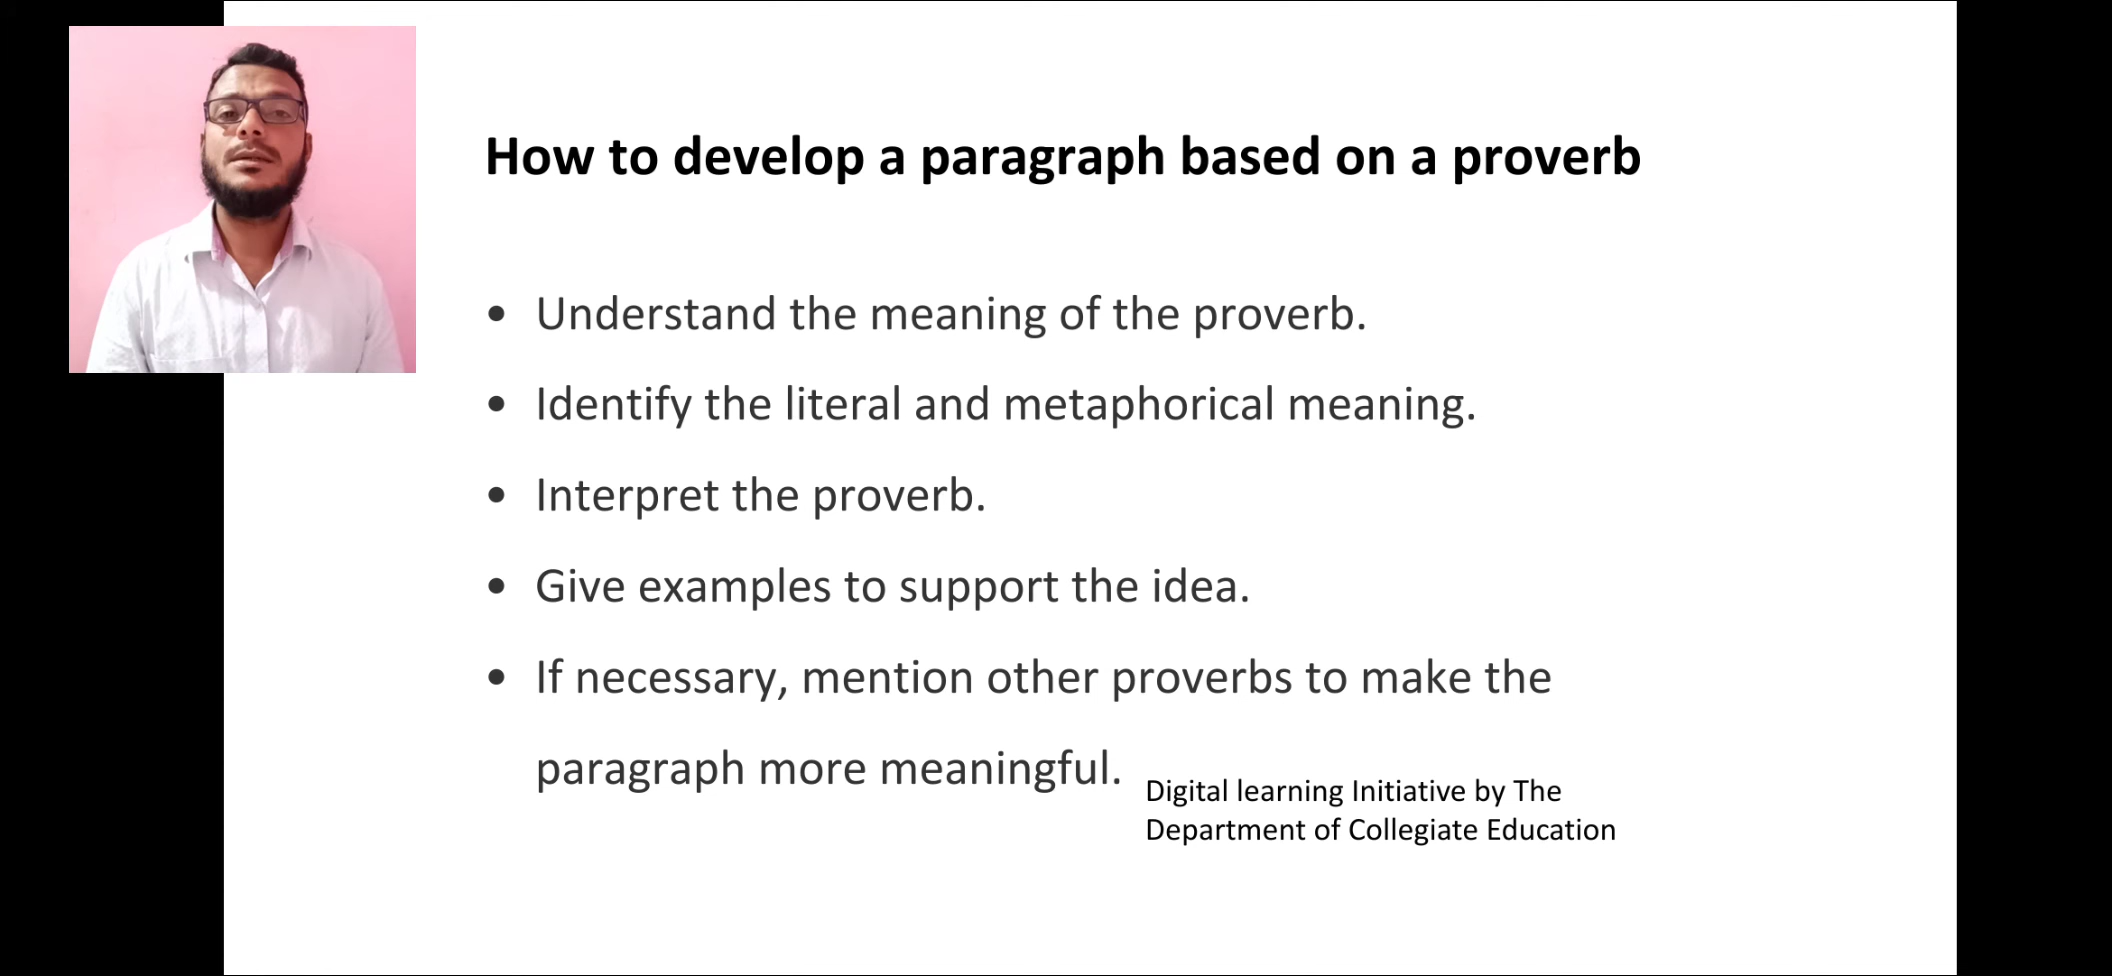 How to develop a paragraph based on a proverb
• Understand the meaning of the proverb.
• Identify the literal and metaphorical meaning.
• Interpret the proverb.
• Give examples to support the idea.
• If necessary, mention other proverbs to make the
paragraph more meaningful.
Digital learning Initiative by The
Department of Collegiate Education